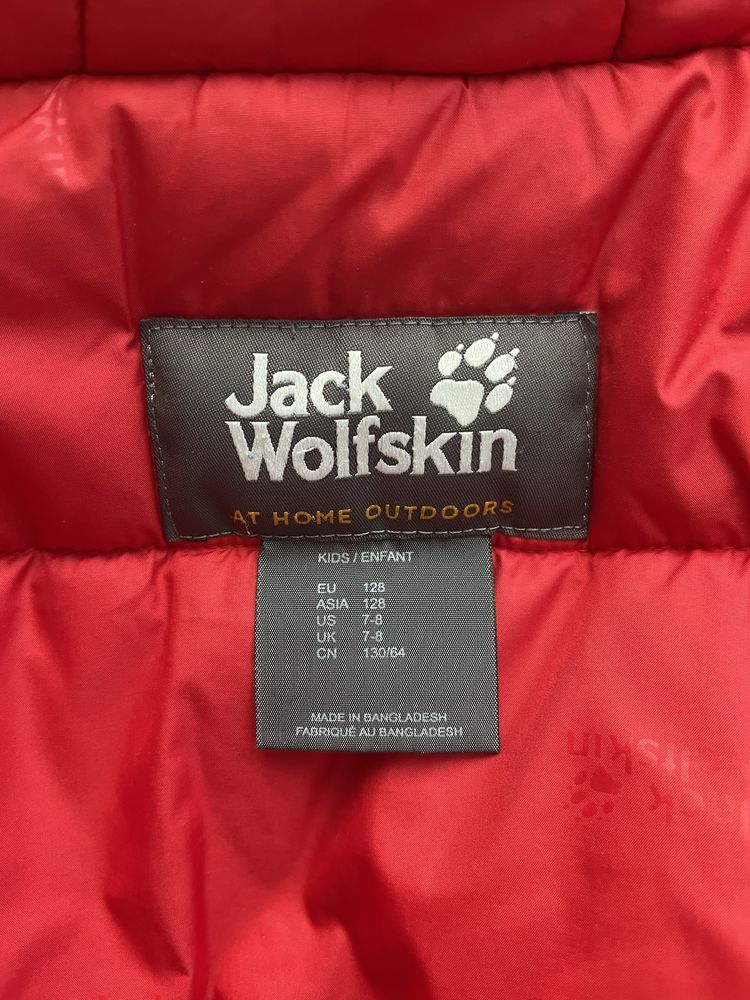 Jack
Wolfskin
AT HOME OUTDOORS
KIDS / ENFANT
EU 128
ASIA 128
US 7-8
UK 7-8
CN 130/64
MADE IN BANGLADESH
FABRIQUÉ AU BANGLADESH
Jack